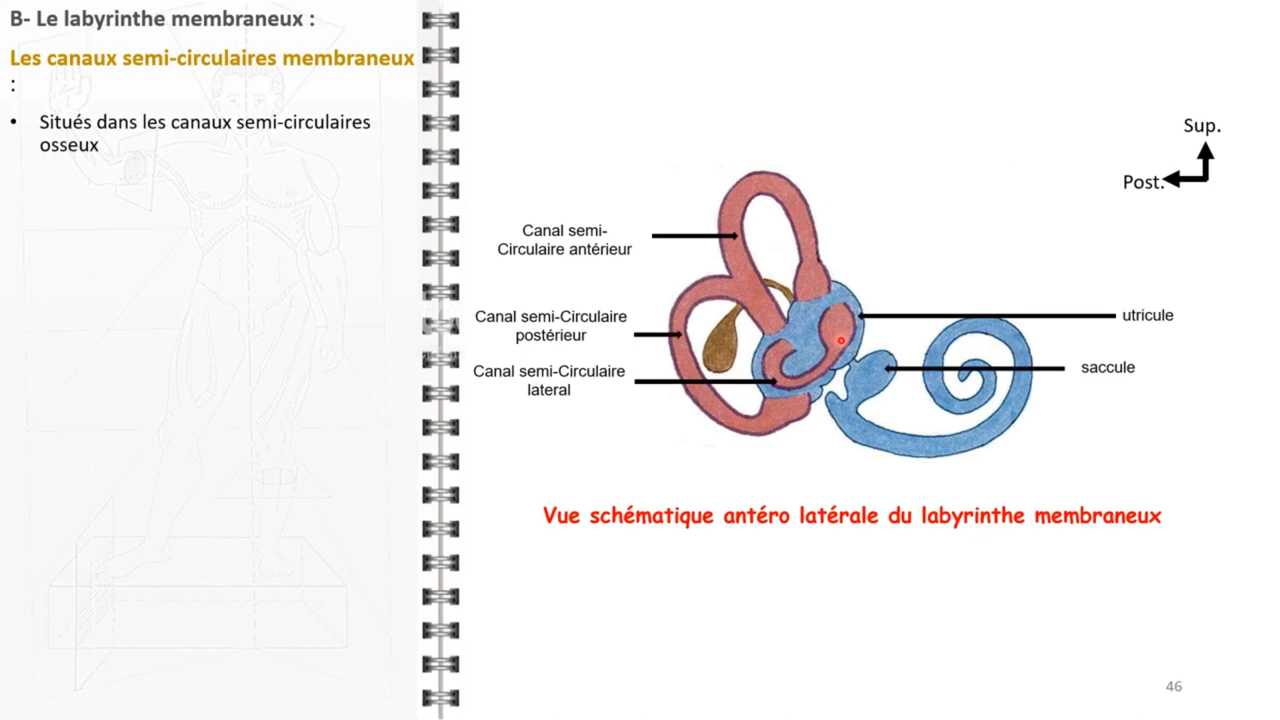 B- Le labyrinthe membraneux :
Les canaux semi-circulaires membraneux
:
• Situés dans les canaux semi-circulaires
osseux
Sup.
Post.
Canal semi-
Circulaire antérieur
Canal semi-Circulaire
postérieur
Canal semi-Circulaire
lateral
utricule
saccule
Vue schématique antéro latérale du labyrinthe membraneux
46